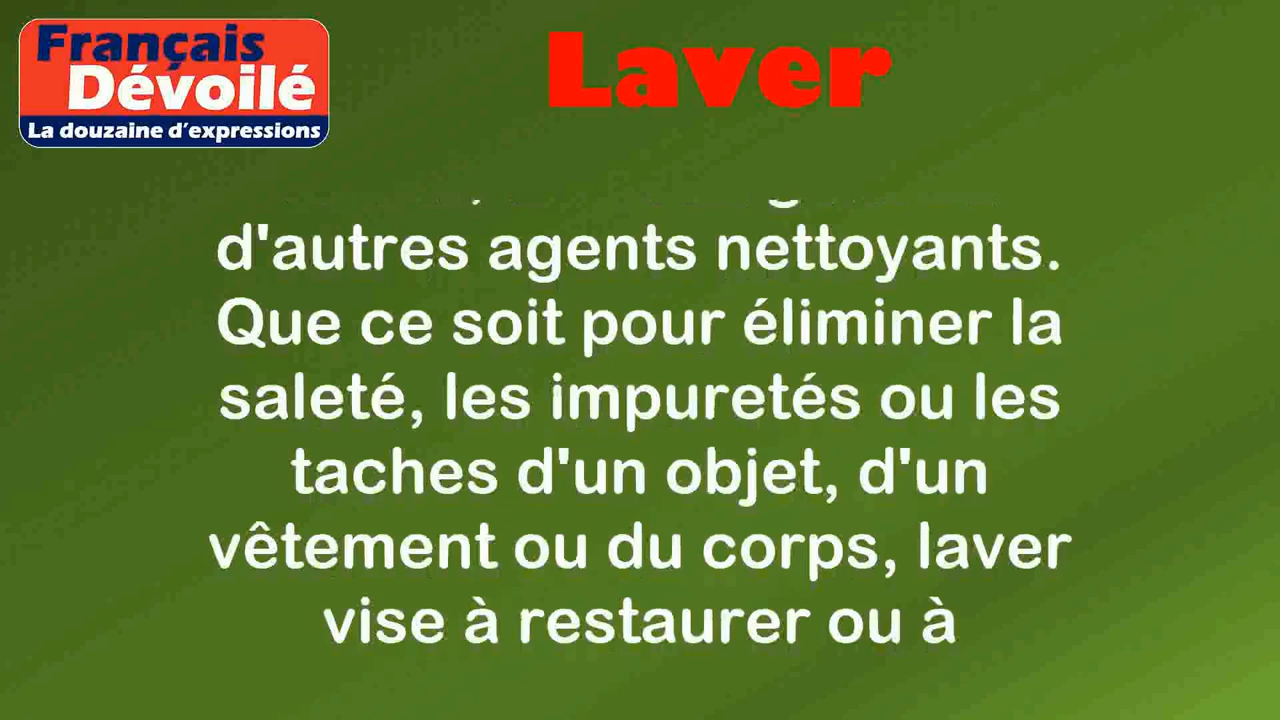 Français
Dévoilé
La douzaine d'expressions
Laver
d'autres agents nettoyants.
Que ce soit pour éliminer la
saleté, les impuretés ou les
taches d'un objet, d'un
vêtement ou du corps, laver
vise à restaurer ou à